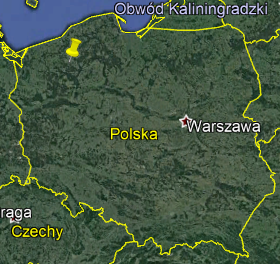 Obwód Kaliningradzki
Warszawa
Polska
raga
Czechy